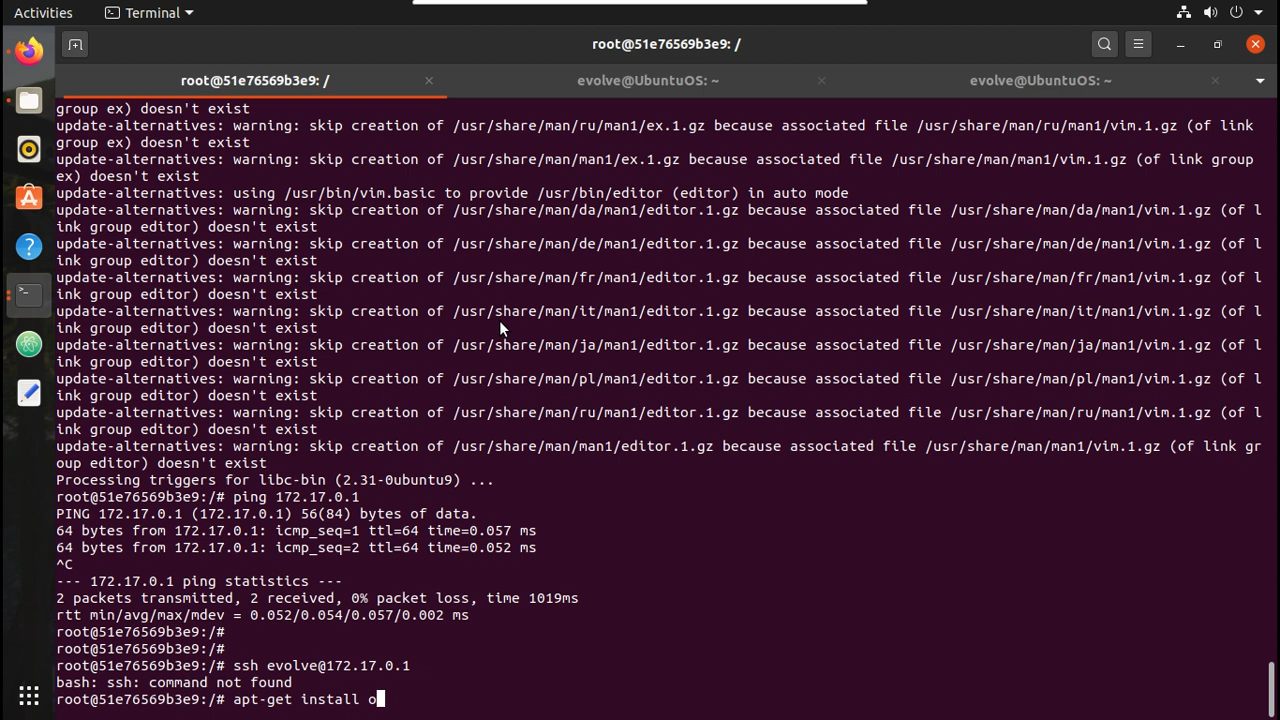 Activities
Terminal
root@51e76569b3e9: /
root@51e76569b3e9: /
evolve@UbuntuOS: ~
evolve@UbuntuOS: ~
group ex) doesn't exist
update-alternatives: warning: skip creation of /usr/share/man/ru/man1/ex.1.gz because associated file /usr/share/man/ru/man1/vim.1.gz (of link
group ex) doesn't exist
update-alternatives: warning: skip creation of /usr/share/man/man1/ex.1.gz because associated file /usr/share/man/man1/vim.1.gz (of link group
ex) doesn't exist
update-alternatives: using /usr/bin/vim.basic to provide /usr/bin/editor (editor) in auto mode
update-alternatives: warning: skip creation of /usr/share/man/da/man1/editor.1.gz because associated file /usr/share/man/da/man1/vim.1.gz (of l
ink group editor) doesn't exist
update-alternatives: warning: skip creation of /usr/share/man/de/man1/editor.1.gz because associated file /usr/share/man/de/man1/vim.1.gz (of l
ink group editor) doesn't exist
update-alternatives: warning: skip creation of /usr/share/man/fr/man1/editor.1.gz because associated file /usr/share/man/fr/man1/vim.1.gz (of l
ink group editor) doesn't exist
update-alternatives: warning: skip creation of /usr/share/man/it/man1/editor.1.gz because associated file /usr/share/man/it/man1/vim.1.gz (of l
ink group editor) doesn't exist
update-alternatives: warning: skip creation of /usr/share/man/ja/man1/editor.1.gz because associated file /usr/share/man/ja/man1/vim.1.gz (of l
ink group editor) doesn't exist
update-alternatives: warning: skip creation of /usr/share/man/pl/man1/editor.1.gz because associated file /usr/share/man/pl/man1/vim.1.gz (of l
ink group editor) doesn't exist
update-alternatives: warning: skip creation of /usr/share/man/ru/man1/editor.1.gz because associated file /usr/share/man/ru/man1/vim.1.gz (of l
ink group editor) doesn't exist
update-alternatives: warning: skip creation of /usr/share/man/man1/editor.1.gz because associated file /usr/share/man/man1/vim.1.gz (of link gr
oup editor) doesn't exist
Processing triggers for libc-bin (2.31-0ubuntu9) ...
root@51e76569b3e9:/# ping 172.17.0.1
PING 172.17.0.1 (172.17.0.1) 56(84) bytes of data.
64 bytes from 172.17.0.1: icmp_seq=1 ttl=64 time=0.057 ms
64 bytes from 172.17.0.1: icmp_seq=2 ttl=64 time=0.052 ms
^C
--- 172.17.0.1 ping statistics ---
2 packets transmitted, 2 received, 0% packet loss, time 1019ms
rtt min/avg/max/mdev = 0.052/0.054/0.057/0.002 ms
root@51e76569b3e9:/#
root@51e76569b3e9:/#
root@51e76569b3e9:/# ssh evolve@172.17.0.1
bash: ssh: command not found
root@51e76569b3e9:/# apt-get install o